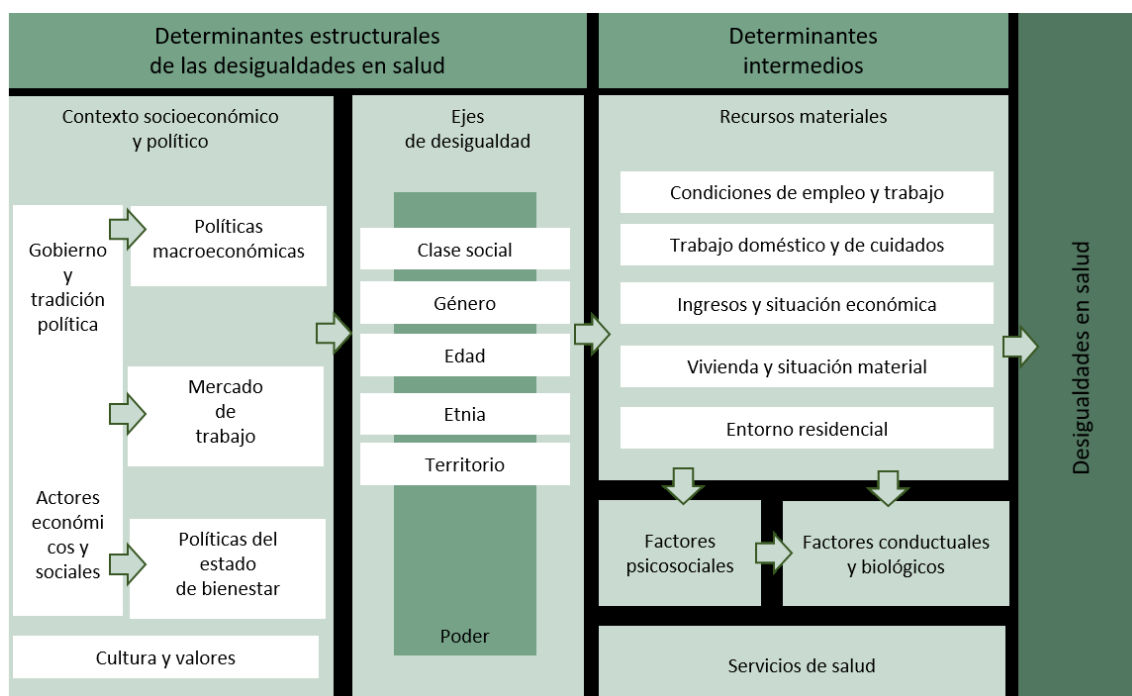 Determinantes estructurales
de las desigualdades en salud
Contexto socioeconómico
y político
Gobierno
y
tradición
política
Actores
económi
cos y
sociales
Políticas
macroeconómicas
Mercado
de
trabajo
Políticas del
estado
de bienestar
Cultura y valores
Ejes
de desigualdad
Clase social
Género
Edad
Etnia
Territorio
Poder
Determinantes
intermedios
Recursos materiales
Condiciones de empleo y trabajo
Trabajo doméstico y de cuidados
Ingresos y situación económica
Vivienda y situación material
Entorno residencial
Factores
psicosociales
Factores conductuales
y biológicos
Servicios de salud
Desigualdades en salud